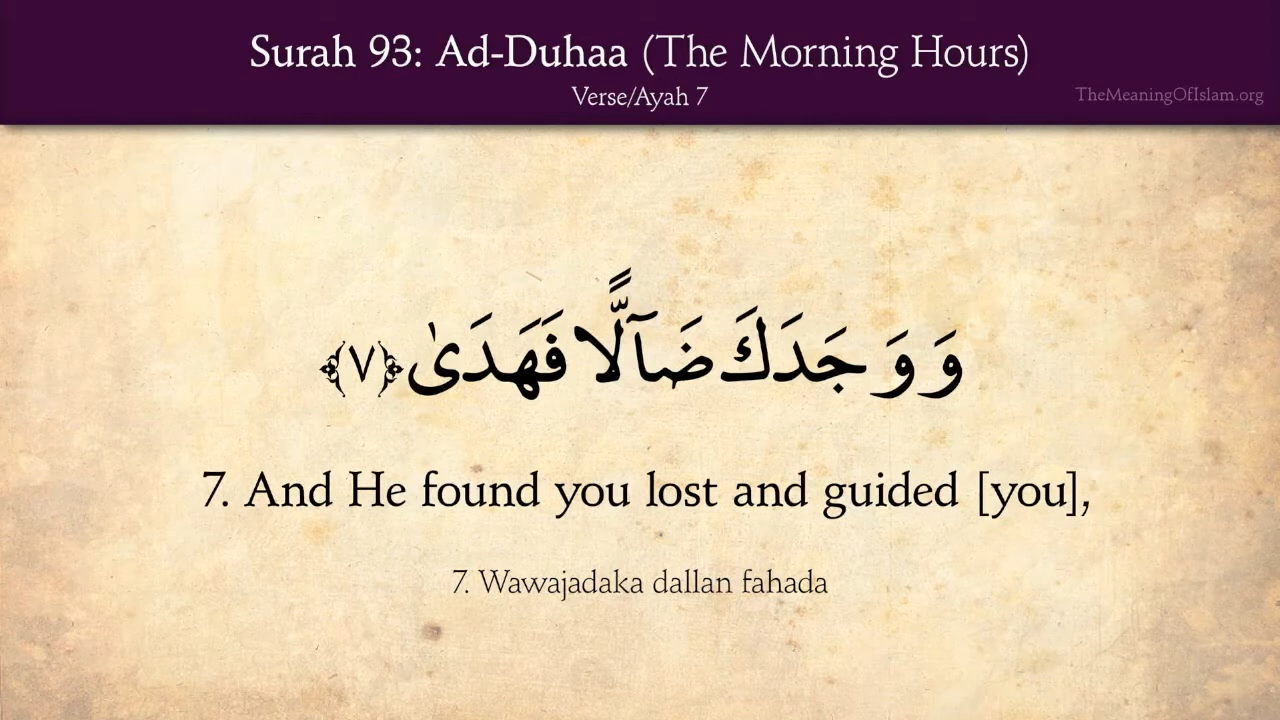 Surah 93: Ad-Duhaa (The Morning Hours)
Verse/Ayah 7
TheMeaningOfIslam.org
وَوَجَدَكَ ضَآلًّا فَهَدَىٰ ﴿٧﴾
7. And He found you lost and guided [you],
7. Wawajadaka dallan fahada